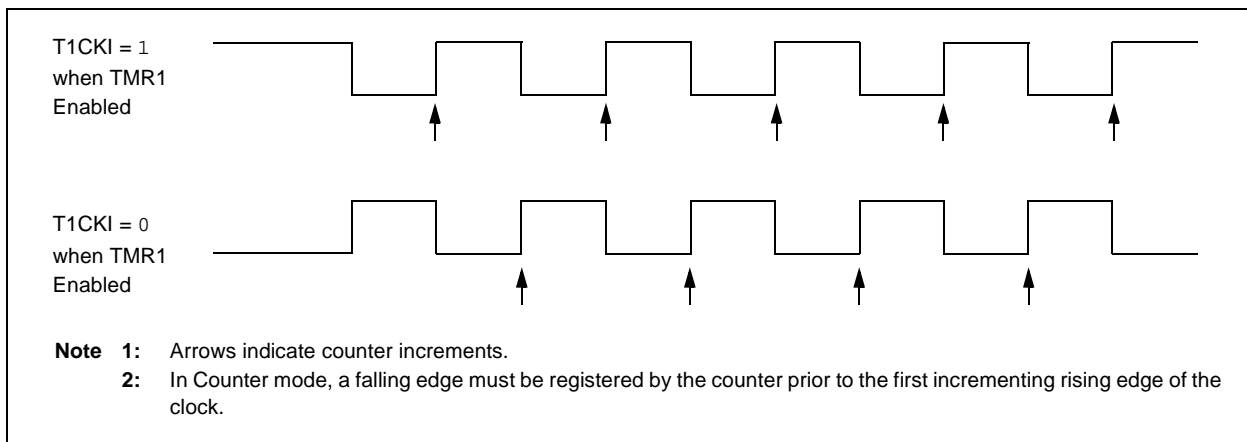 T1CKI = 1
when TMR1
Enabled
T1CKI = 0
when TMR1
Enabled
Note 1: Arrows indicate counter increments.
2: In Counter mode, a falling edge must be registered by the counter prior to the first incrementing rising edge of the
clock.